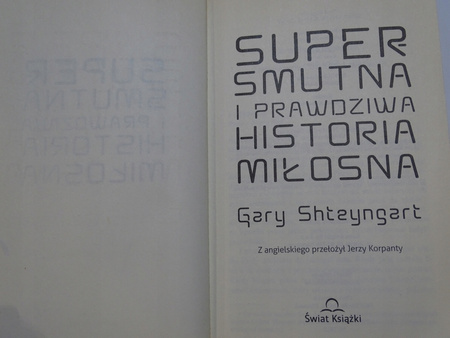 SUPER-
SMUTNA
I PRAWDZIWA
HISTORIA
MIŁOSNA
Gary Shteyngart
Z angielskiego przełożył Jerzy Korpanty
Świat Książki